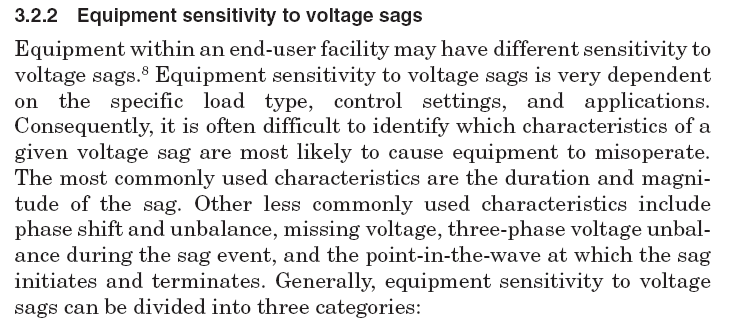 3.2.2 Equipment sensitivity to voltage sags
Equipment within an end-user facility may have different sensitivity to
voltage sags.⁸ Equipment sensitivity to voltage sags is very dependent
on the specific load type, control settings, and applications.
Consequently, it is often difficult to identify which characteristics of a
given voltage sag are most likely to cause equipment to misoperate.
The most commonly used characteristics are the duration and magni-
tude of the sag. Other less commonly used characteristics include
phase shift and unbalance, missing voltage, three-phase voltage unbal-
ance during the sag event, and the point-in-the-wave at which the sag
initiates and terminates. Generally, equipment sensitivity to voltage
sags can be divided into three categories: